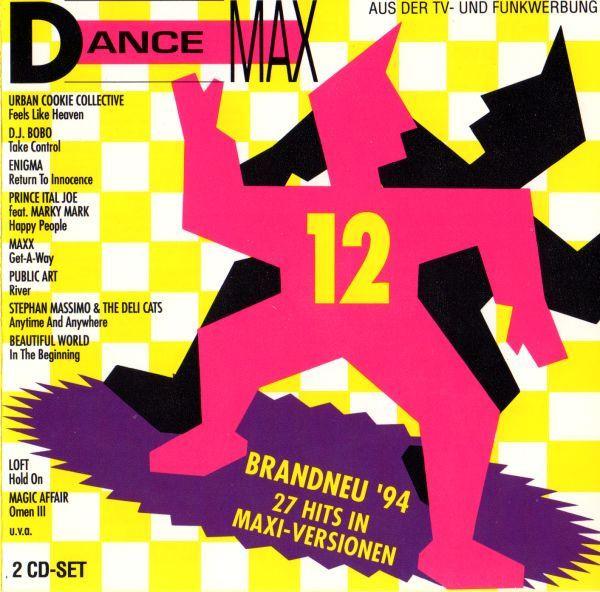 DANCE MAX
AUS DER TV- UND FUNKWERBUNG
URBAN COOKIE COLLECTIVE
Feels Like Heaven
D.J. BOBO
Take Control
ENIGMA
Return To Innocence
PRINCE ITAL JOE
feat. MARKY MARK
Happy People
MAXX
Get-A-Way
PUBLIC ART
River
STEPHAN MASSIMO & THE DELI CATS
Anytime And Anywhere
BEAUTIFUL WORLD
In The Beginning
LOFT
Hold On
MAGIC AFFAIR
Omen III
u.v.a.
2 CD-SET
12
BRANDNEU '94
27 HITS IN
MAXI-VERSIONEN